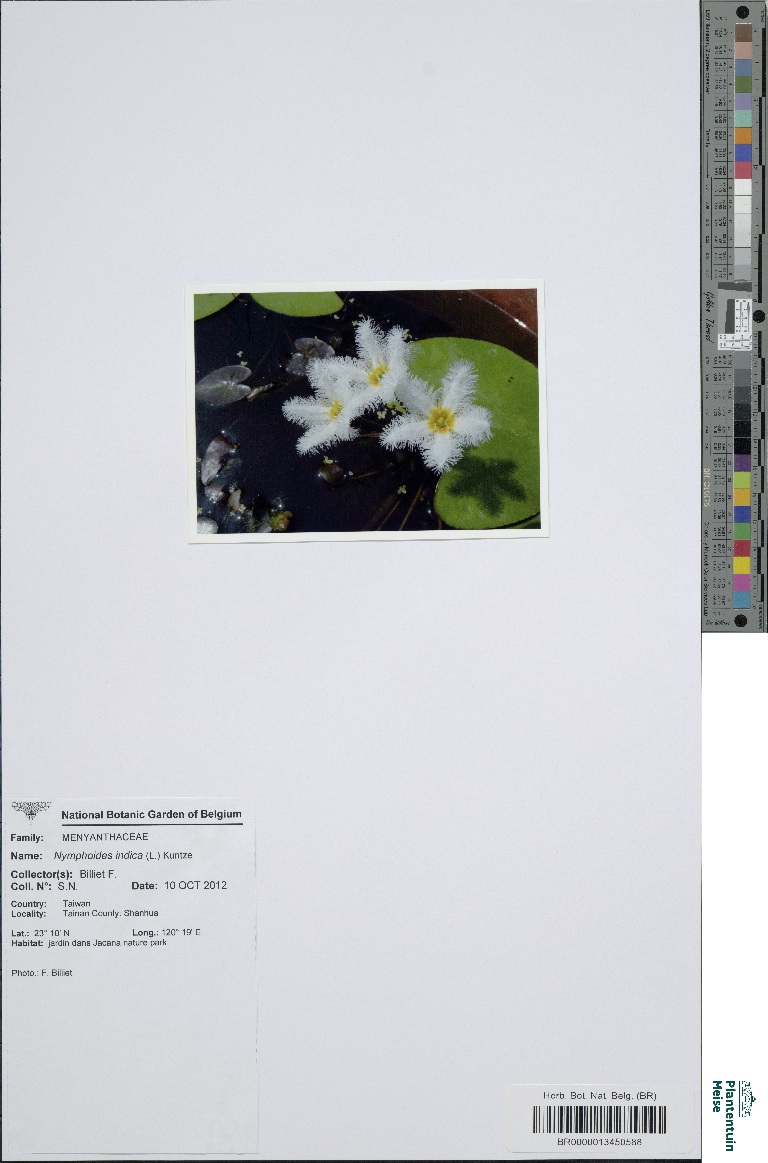 National Botanic Garden of Belgium
Family: MENYANTHACEAE
Name: Nymphoides indica (L.) Kuntze
Collector(s): Billiet F.
Coll. N°: S.N. Date: 10 OCT 2012
Country: Taiwan
Locality: Tainan County, Shanhua
Lat.: 23° 10' N Long.: 120° 19' E
Habitat: jardin dans Jacana nature park
Photo.: F. Billiet
Herb. Bot. Nat. Belg. (BR)
BR0000013450588
Plantentuin
Meise